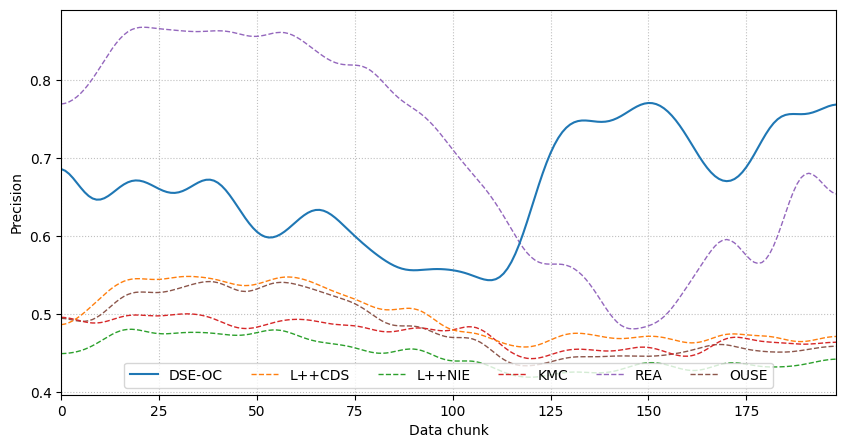 Precision
0.8
0.7
0.6
0.5
0.4
DSE-OC L++CDS L++NIE KMC REA OUSE
0 25 50 75 100 125 150 175
Data chunk